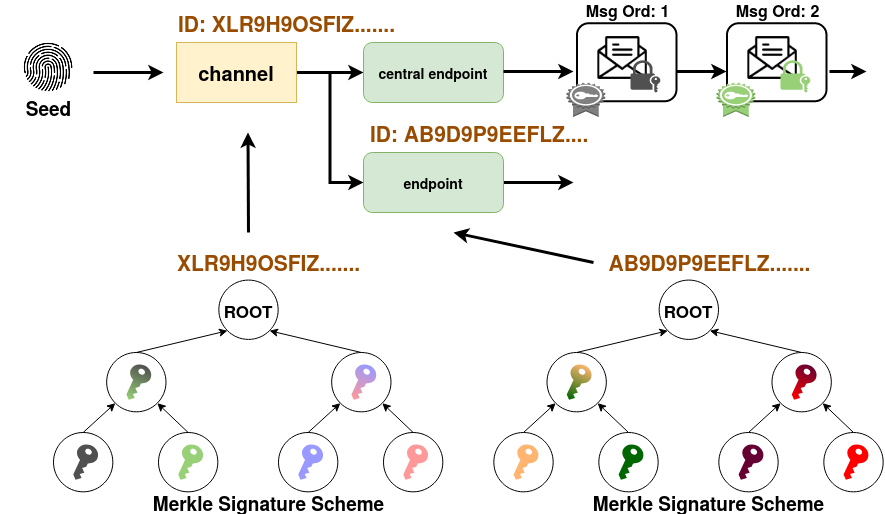 Msg Ord: 1
Msg Ord: 2
ID: XLR9H9OSFIZ.......
Seed
channel
central endpoint
ID: AB9D9P9EEFLZ....
endpoint
XLR9H9OSFIZ.......
AB9D9P9EEFLZ.......
ROOT
ROOT
Merkle Signature Scheme
Merkle Signature Scheme